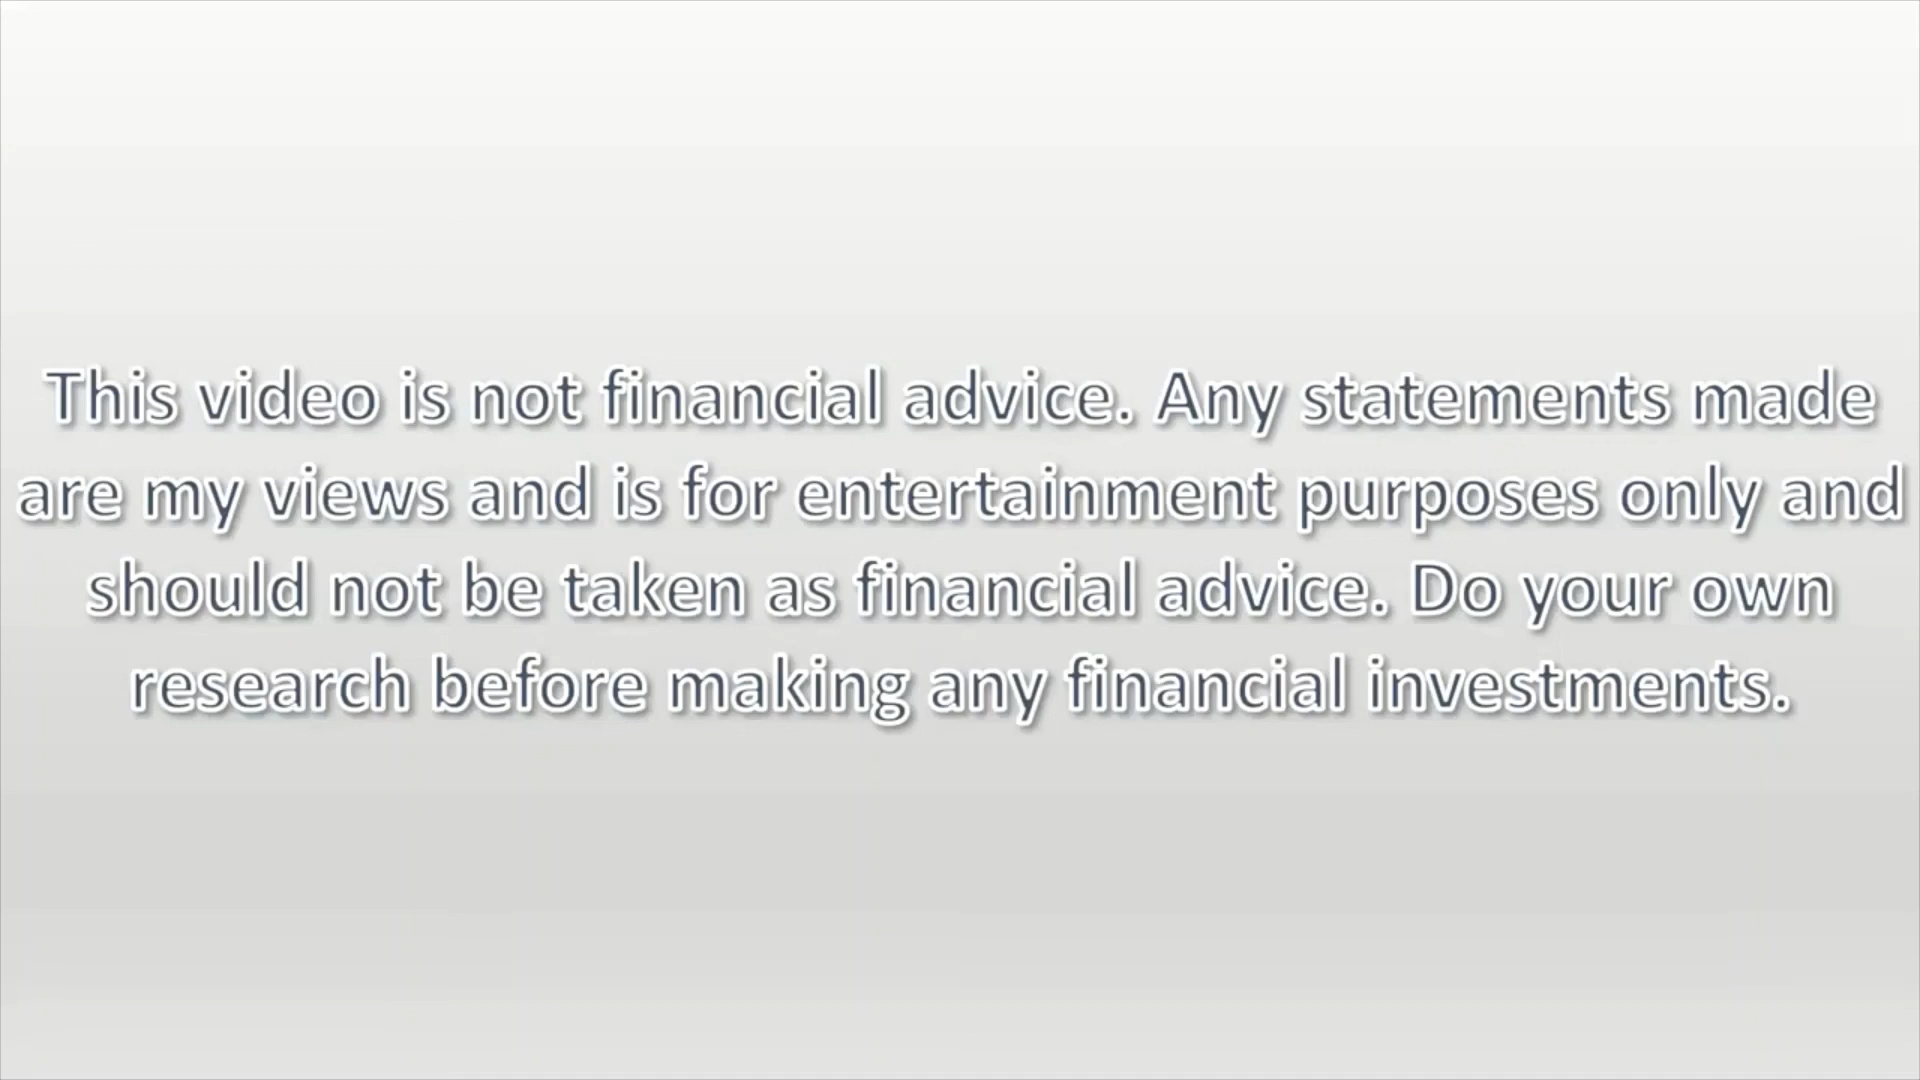 This video is not financial advice. Any statements made
are my views and is for entertainment purposes only and
should not be taken as financial advice. Do your own
research before making any financial investments.